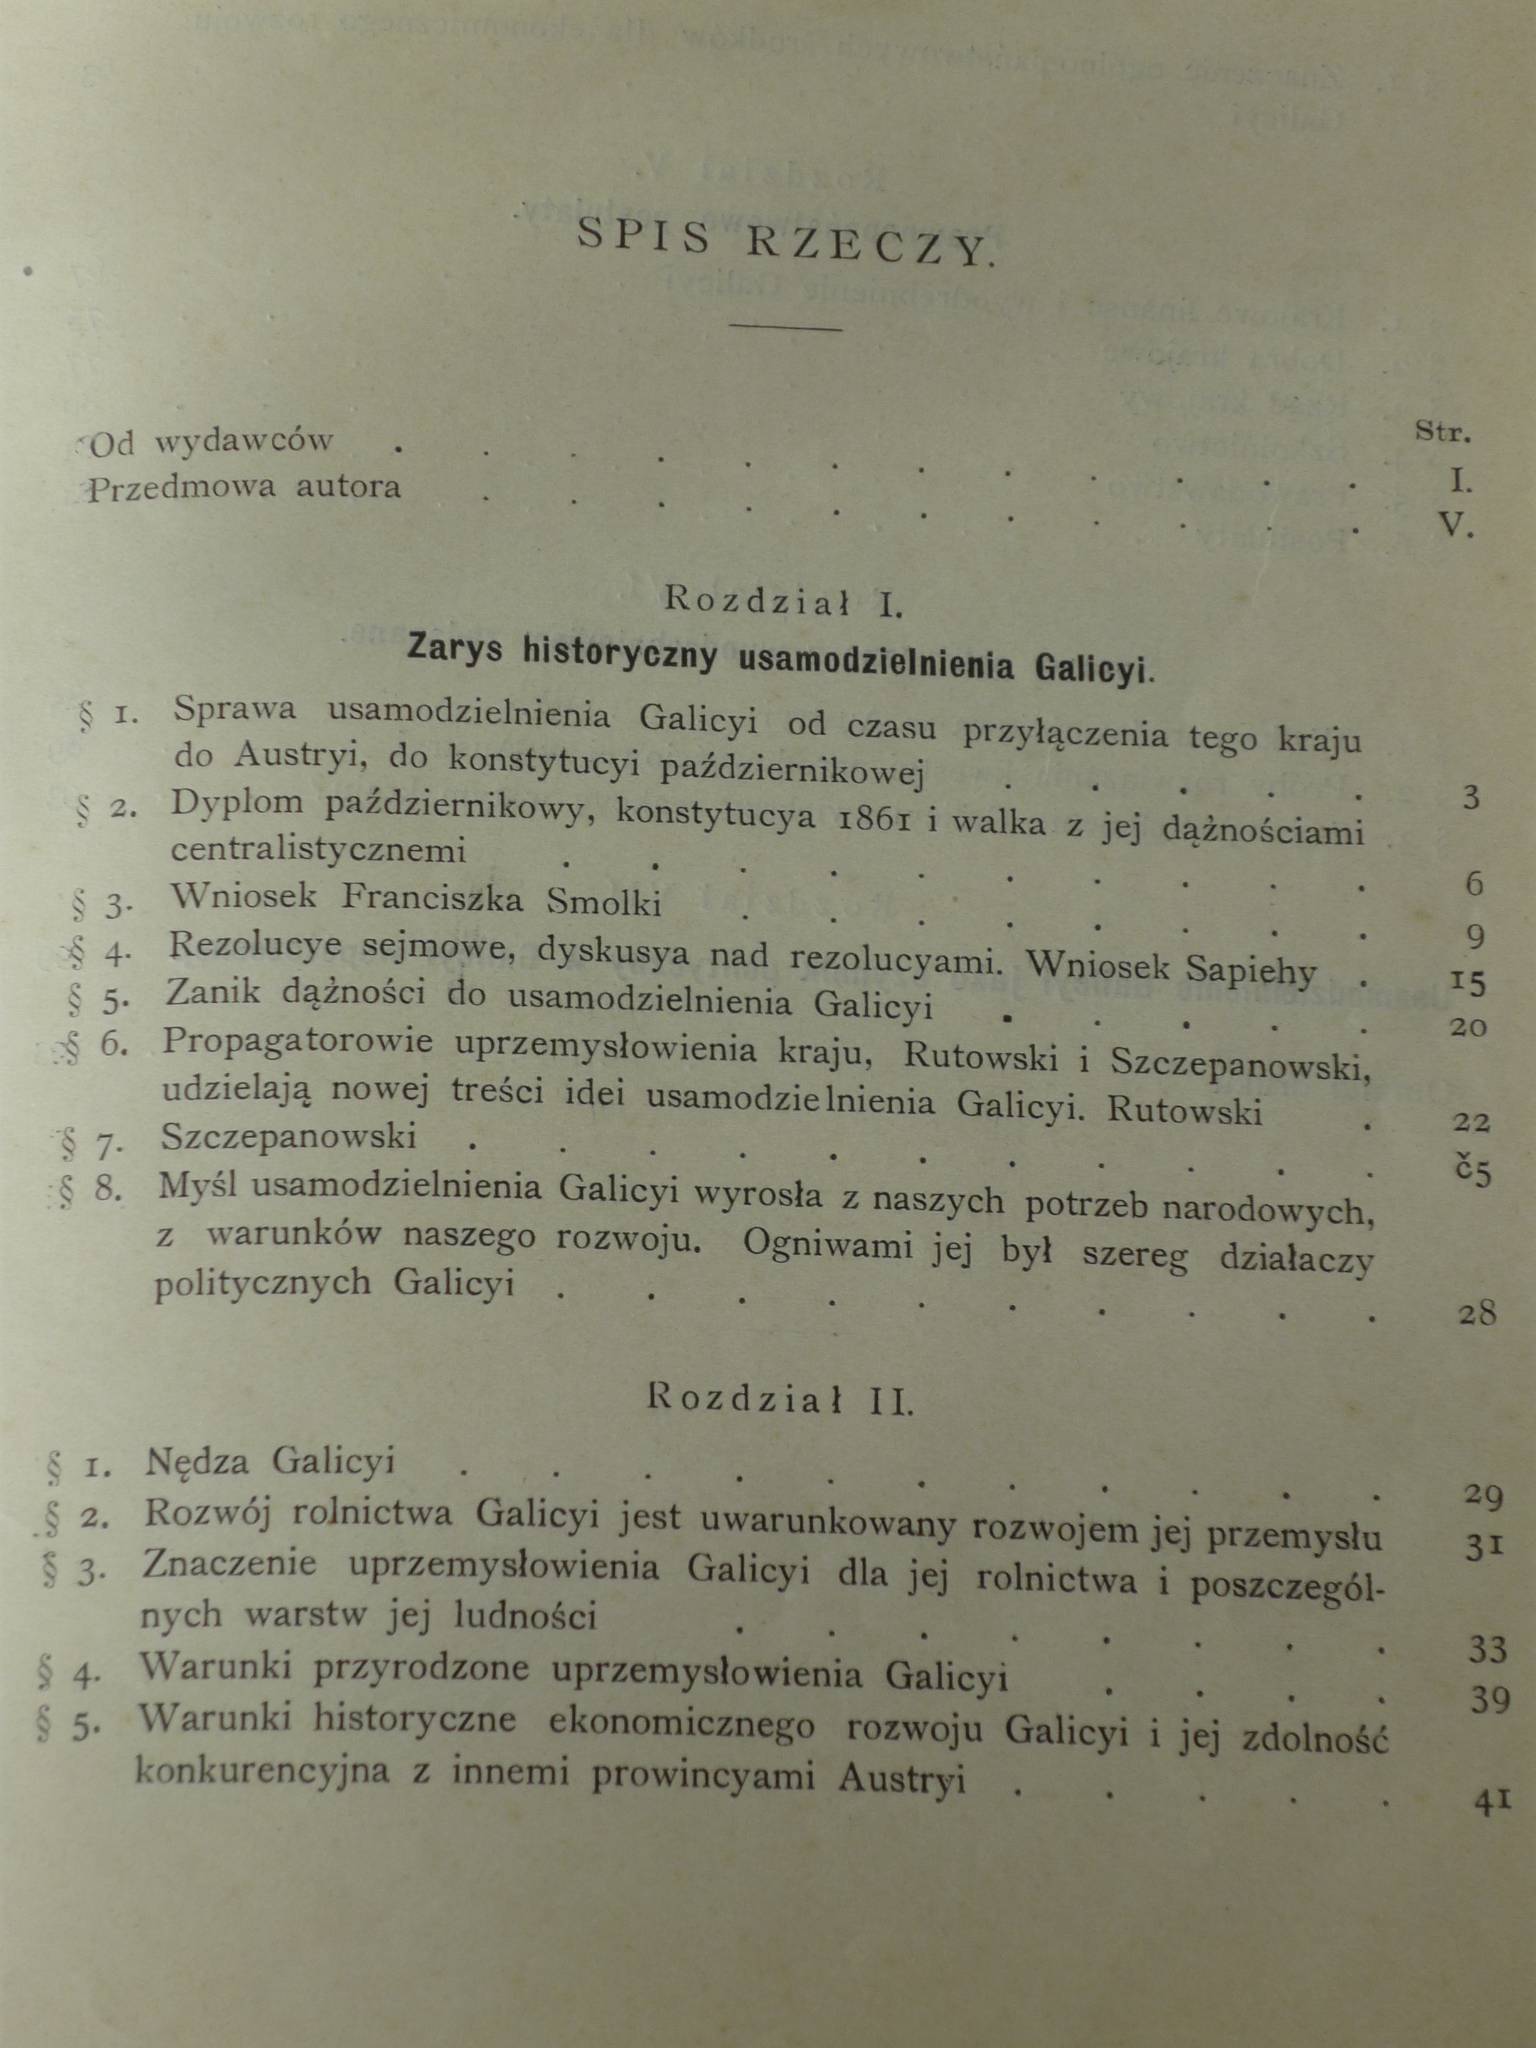 SPIS RZECZY.
Str.
Od wydawców . . . . . . . . . . . . I.
Przedmowa autora . . . . . . . . . . . V.
Rozdział I.
Zarys historyczny usamodzielnienia Galicyi.
§ 1. Sprawa usamodzielnienia Galicyi od czasu przyłączenia tego kraju
do Austryi, do konstytucyi październikowej . . . . . 3
§ 2. Dyplom październikowy, konstytucya 1861 i walka z jej dążnościami
centralistycznemi . . . . . . . . . . 6
§ 3. Wniosek Franciszka Smolki . . . . . . . . 9
§ 4. Rezolucye sejmowe, dyskusya nad rezolucyami. Wniosek Sapiehy . 15
§ 5. Zanik dążności do usamodzielnienia Galicyi . . . . . 20
§ 6. Propagatorowie uprzemysłowienia kraju, Rutowski i Szczepanowski,
udzielają nowej treści idei usamodzielnienia Galicyi. Rutowski . 22
§ 7. Szczepanowski . . . . . . . . . . . č5
§ 8. Myśl usamodzielnienia Galicyi wyrosła z naszych potrzeb narodowych,
z warunków naszego rozwoju. Ogniwami jej był szereg działaczy
politycznych Galicyi . . . . . . . . . . 28
Rozdział II.
§ 1. Nędza Galicyi . . . . . . . . . . . 29
§ 2. Rozwój rolnictwa Galicyi jest uwarunkowany rozwojem jej przemysłu 31
§ 3. Znaczenie uprzemysłowienia Galicyi dla jej rolnictwa i poszczegól-
nych warstw jej ludności . . . . . . . . 33
§ 4. Warunki przyrodzone uprzemysłowienia Galicyi . . . . 39
§ 5. Warunki historyczne ekonomicznego rozwoju Galicyi i jej zdolność
konkurencyjna z innemi prowincyami Austryi . . . . . 41